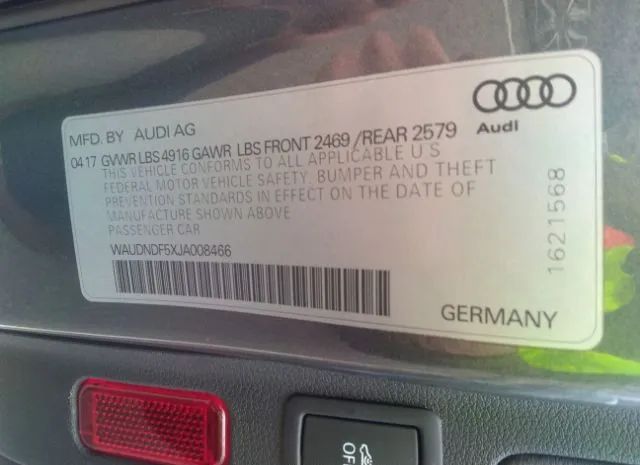 MFD. BY AUDI AG
Audi
04 17 GVWR LBS 4916 GAWR LBS FRONT 2469 /REAR 2579
THIS VEHICLE CONFORMS TO ALL APPLICABLE U S
FEDERAL MOTOR VEHICLE SAFETY, BUMPER AND THEFT
PREVENTION STANDARDS IN EFFECT ON THE DATE OF
MANUFACTURE SHOWN ABOVE
PASSENGER CAR
WAUDNDF5XJA008466
1621568
GERMANY